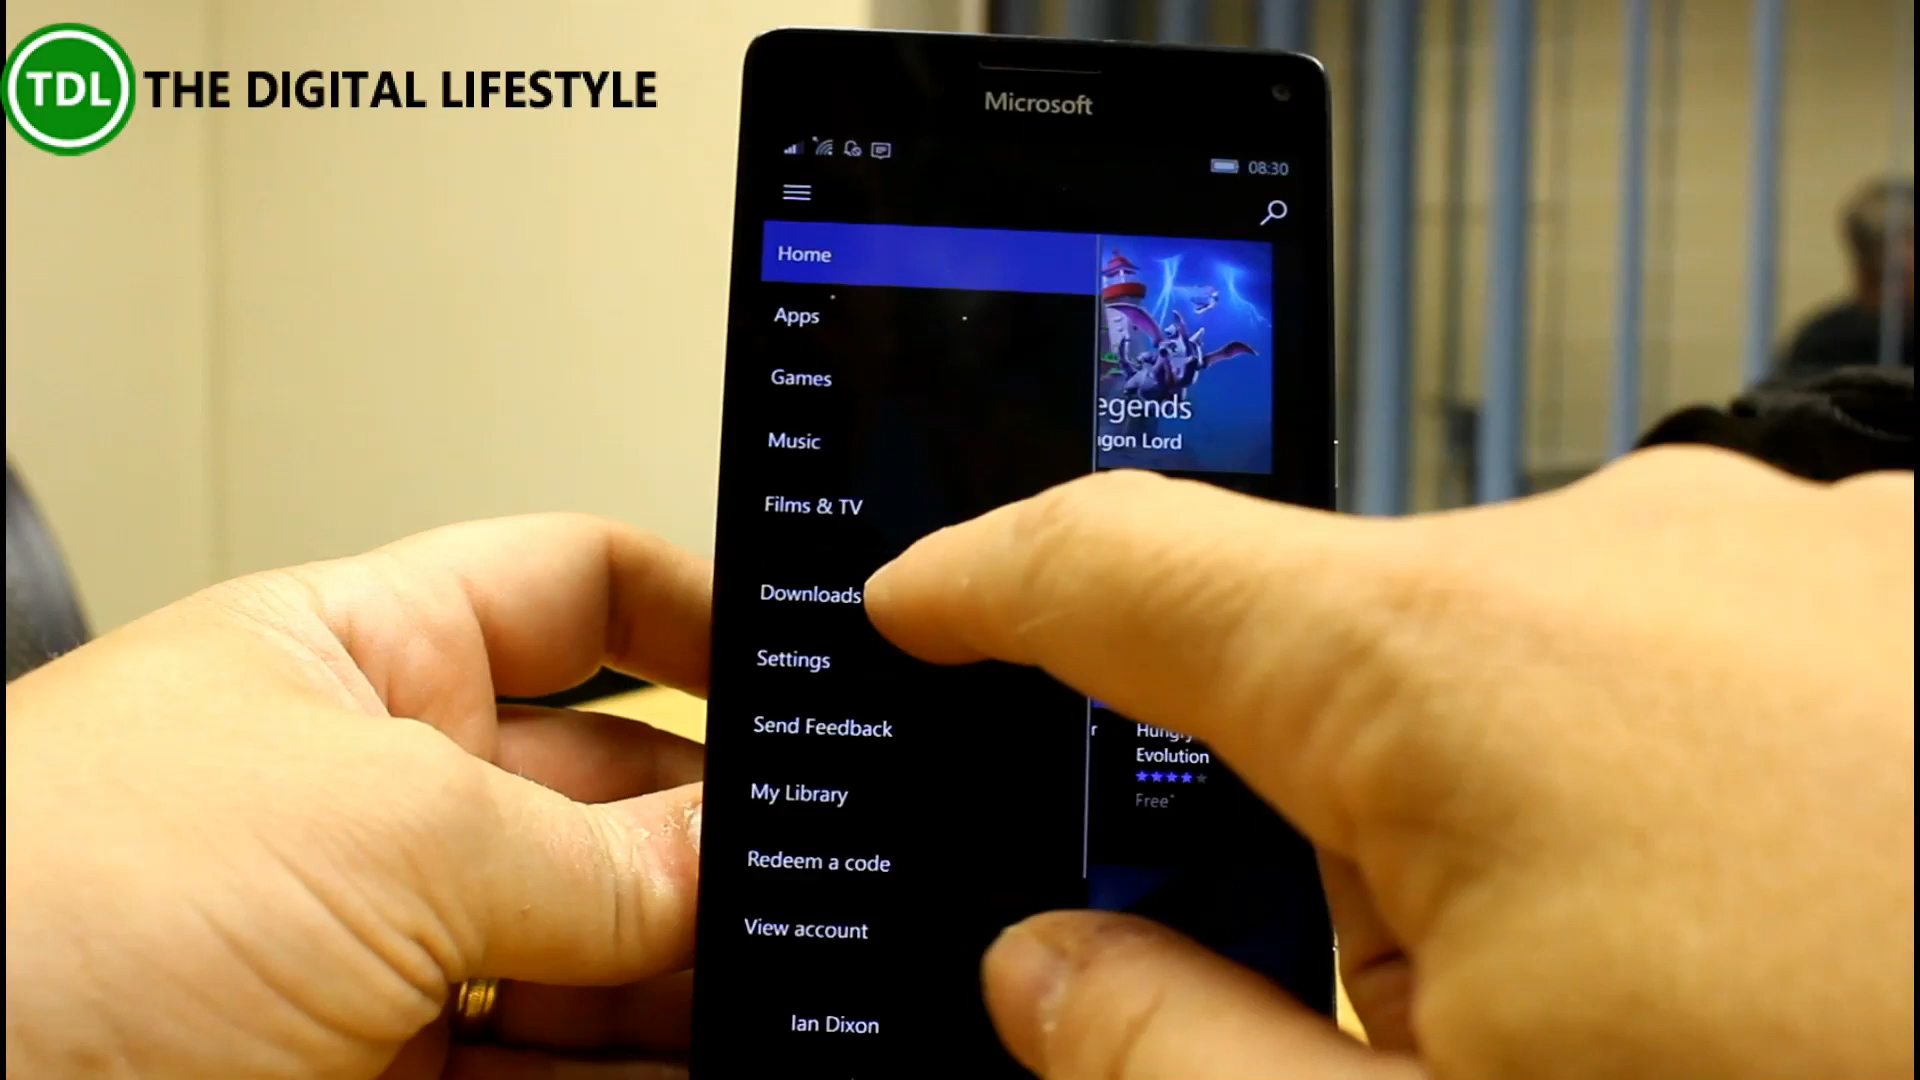 TDL THE DIGITAL LIFESTYLE
Microsoft
08:30
Home
Apps
Games
Music
Films & TV
Downloads
Settings
Send Feedback
My Library
Redeem a code
View account
Ian Dixon
egends
gon Lord
r
Hungry
Evolution
Free*